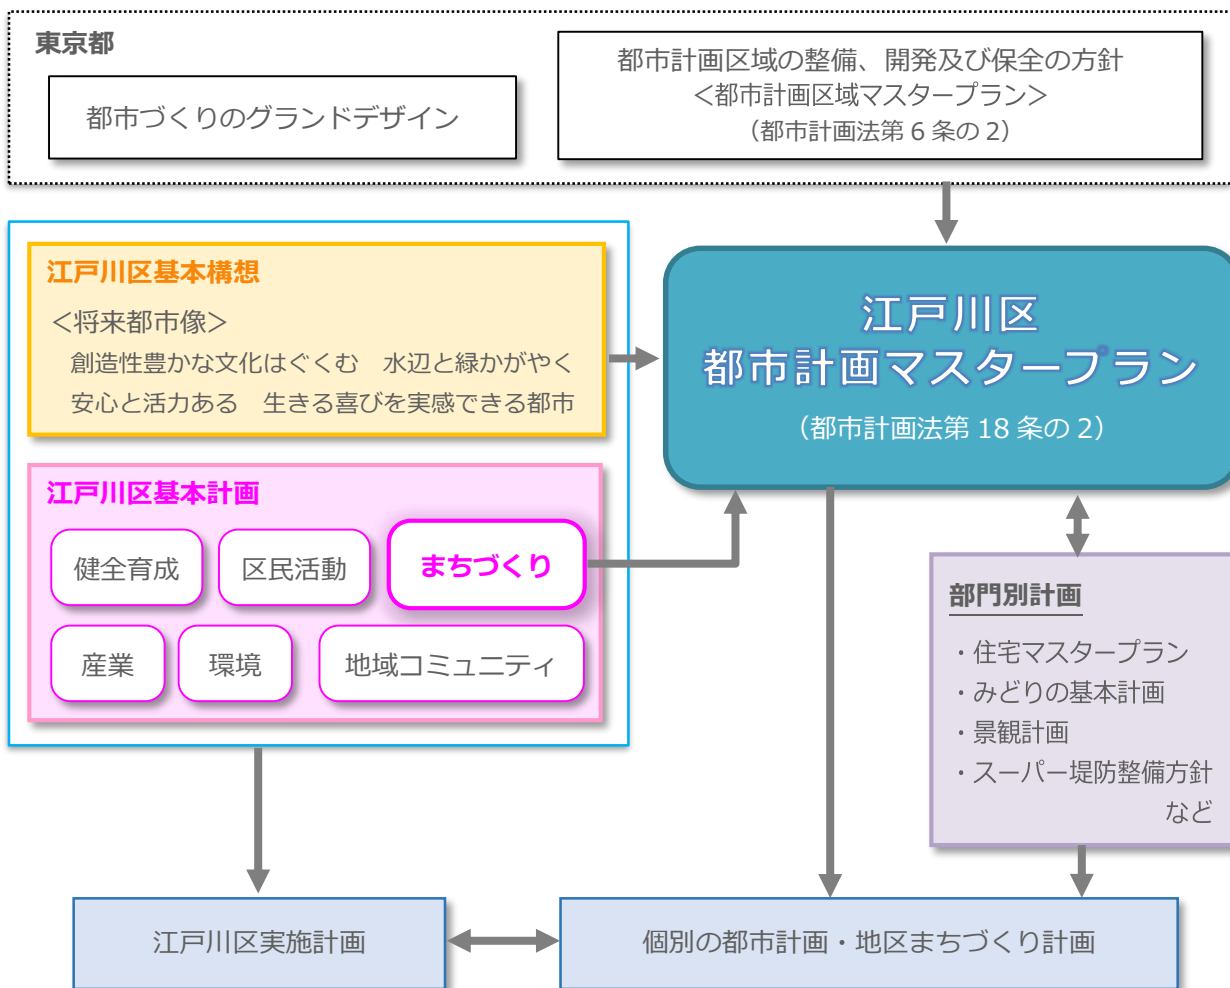 東京都
都市づくりのグランドデザイン
都市計画区域の整備、開発及び保全の方針
＜都市計画区域マスタープラン＞
（都市計画法第 6 条の 2）
江戸川区基本構想
＜将来都市像＞
創造性豊かな文化はぐくむ　水辺と緑かがやく
安心と活力ある　生きる喜びを実感できる都市
江戸川区
都市計画マスタープラン
（都市計画法第 18 条の 2）
江戸川区基本計画
健全育成
区民活動
まちづくり
産業
環境
地域コミュニティ
部門別計画
・住宅マスタープラン
・みどりの基本計画
・景観計画
・スーパー堤防整備方針
など
江戸川区実施計画
個別の都市計画・地区まちづくり計画